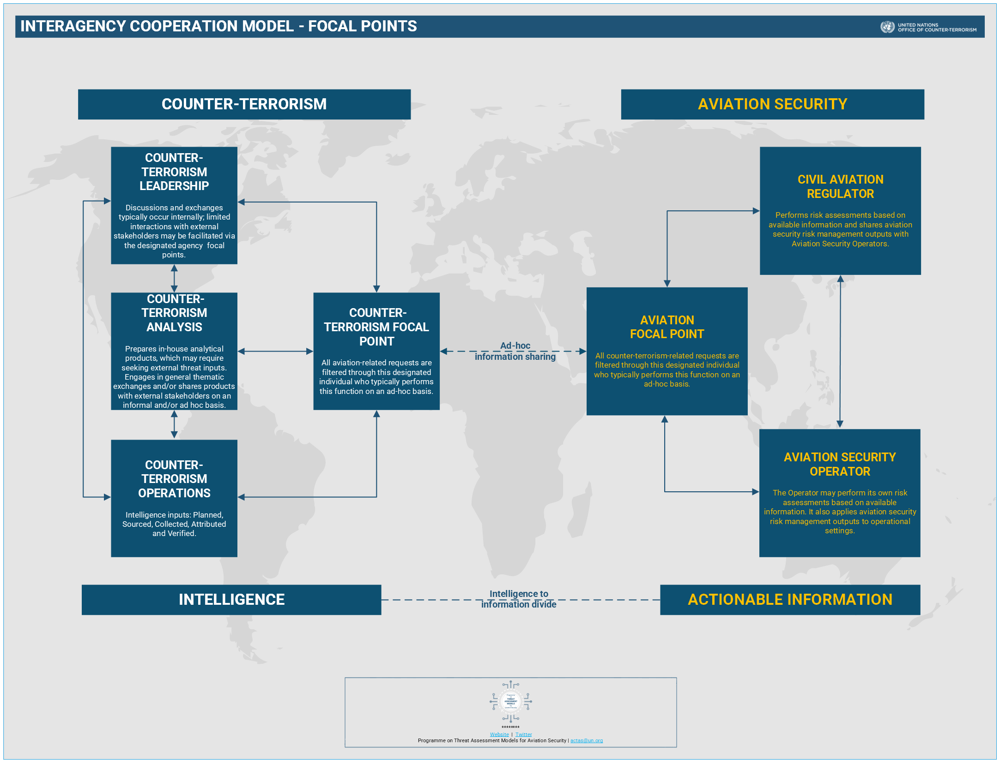 INTERAGENCY COOPERATION MODEL - FOCAL POINTS
UNITED NATIONS
OFFICE OF COUNTER-TERRORISM
COUNTER-TERRORISM
AVIATION SECURITY
COUNTER-
TERRORISM
LEADERSHIP
Discussions and exchanges
typically occur internally; limited
interactions with external
stakeholders may be facilitated via
the designated agency  focal
points.
CIVIL AVIATION
REGULATOR
Performs risk assessments based on
available information and shares aviation
security risk management outputs with
Aviation Security Operators.
COUNTER-
TERRORISM
ANALYSIS
Prepares in-house analytical
products, which may require
seeking external threat inputs.
Engages in general thematic
exchanges and/or shares products
with external stakeholders on an
informal and/or ad hoc basis.
COUNTER-
TERRORISM FOCAL
POINT
All aviation-related requests are
filtered through this designated
individual who typically performs
this function on an ad-hoc basis.
Ad-hoc
information sharing
AVIATION
FOCAL POINT
All counter-terrorism-related requests are
filtered through this designated individual
who typically performs this function on an
ad-hoc basis.
COUNTER-
TERRORISM
OPERATIONS
Intelligence inputs: Planned,
Sourced, Collected, Attributed
and Verified.
AVIATION SECURITY
OPERATOR
The Operator may perform its own risk
assessments based on available
information. It also applies aviation security
risk management outputs to operational
settings.
INTELLIGENCE
Intelligence to
information divide
ACTIONABLE INFORMATION
Programme
on
THREAT
ASSESSMENT
MODELS
for
Aviation Security
********
Website | Twitter
Programme on Threat Assessment Models for Aviation Security | actas@un.org